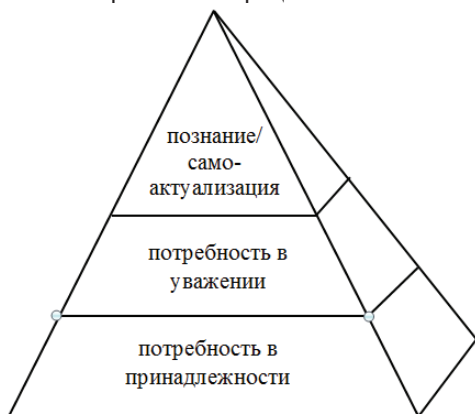 познание/
само-
актуализация
потребность в
уважении
потребность в
принадлежности